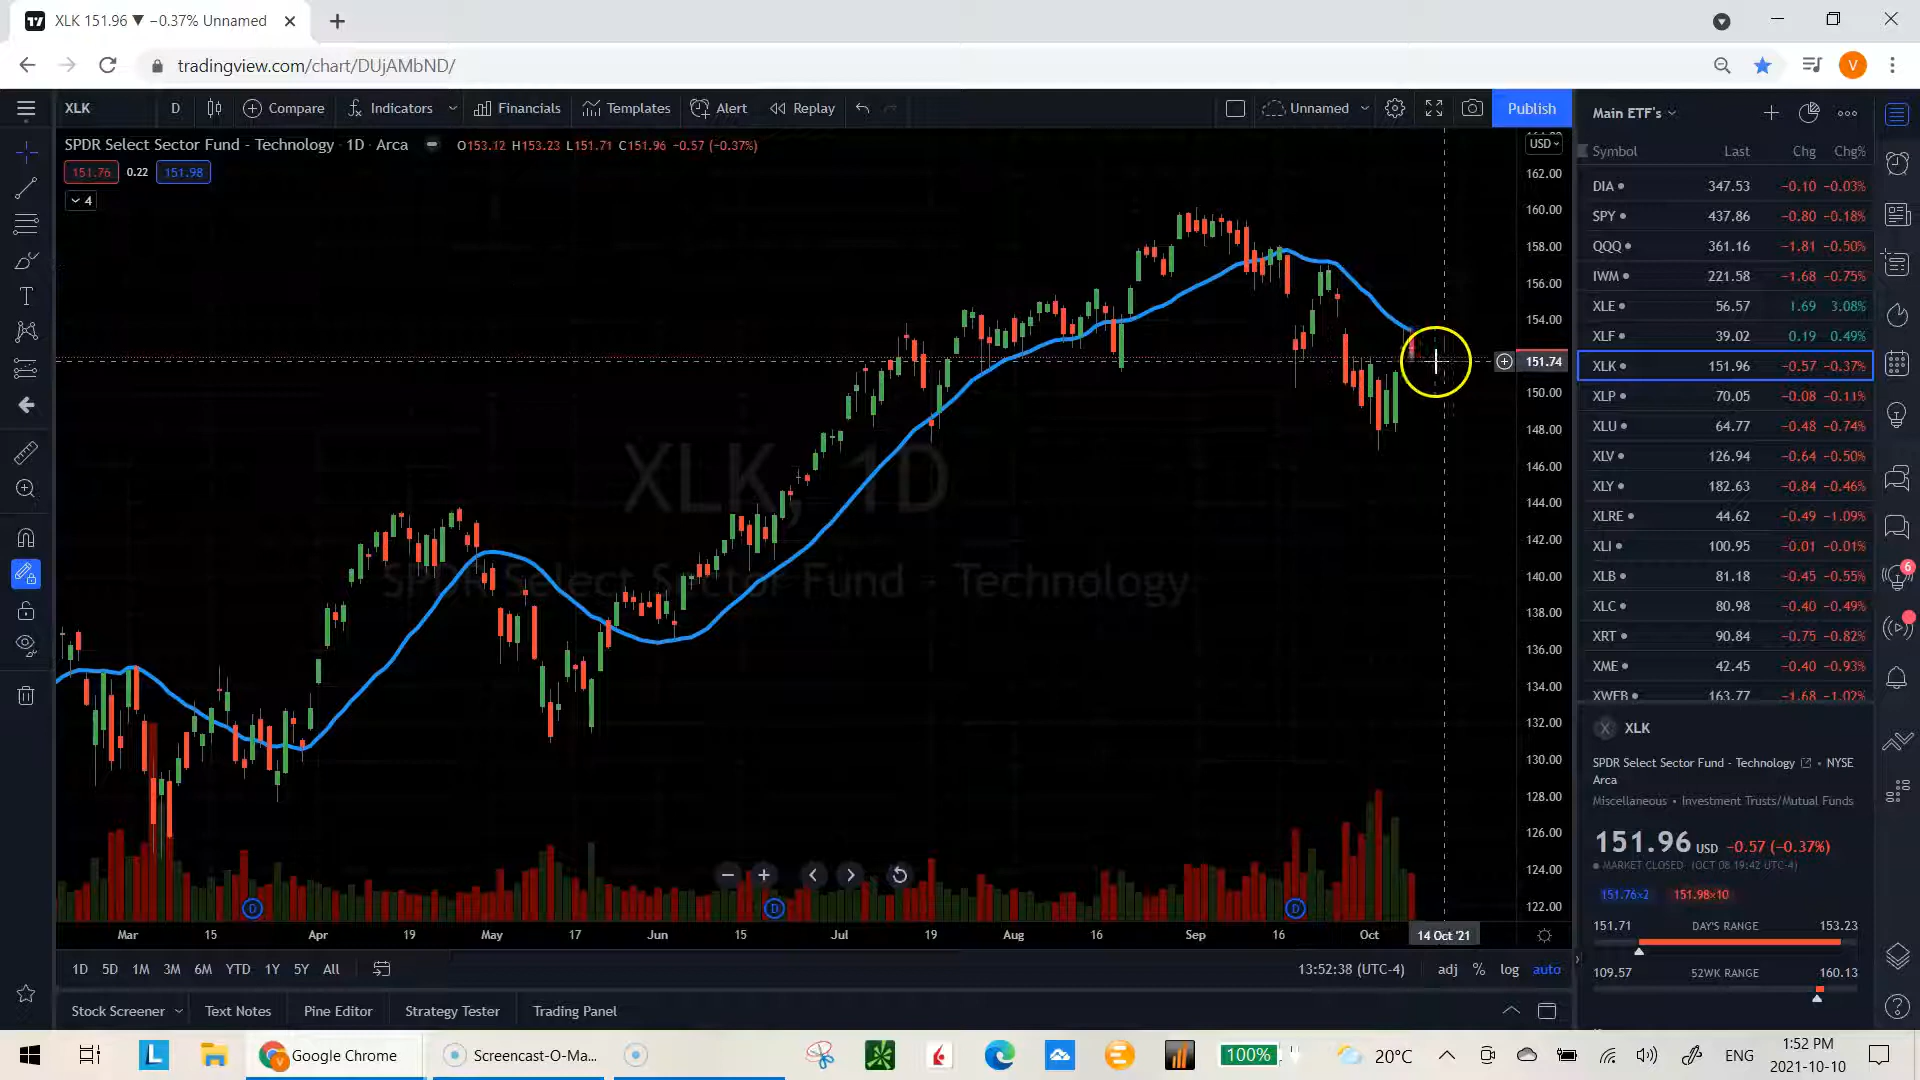 XLK 151.96 ▼ −0.37% Unnamed
tradingview.com/chart/DUjAMbND/
V
XLK D Compare Indicators Financials Templates Alert Replay Unnamed Publish
SPDR Select Sector Fund - Technology · 1D · Arca O153.12 H153.23 L151.71 C151.96 −0.57 (−0.37%)
151.76 0.22 151.98
4
XLK, 1D
SPDR Select Sector Fund - Technology
USD
162.00
160.00
158.00
156.00
154.00
151.74
150.00
148.00
146.00
144.00
142.00
140.00
138.00
136.00
134.00
132.00
130.00
128.00
126.00
124.00
122.00
D D D
Mar 15 Apr 19 May 17 Jun 15 Jul 19 Aug 16 Sep 16 Oct 14 Oct '21
1D 5D 1M 3M 6M YTD 1Y 5Y All 13:52:38 (UTC-4) adj % log auto
Stock Screener Text Notes Pine Editor Strategy Tester Trading Panel
Main ETF's
Symbol Last Chg Chg%
DIA 347.53 −0.10 −0.03%
SPY 437.86 −0.80 −0.18%
QQQ 361.16 −1.81 −0.50%
IWM 221.58 −1.68 −0.75%
XLE 56.57 1.69 3.08%
XLF 39.02 0.19 0.49%
XLK 151.96 −0.57 −0.37%
XLP 70.05 −0.08 −0.11%
XLU 64.77 −0.48 −0.74%
XLV 126.94 −0.64 −0.50%
XLY 182.63 −0.84 −0.46%
XLRE 44.62 −0.49 −1.09%
XLI 100.95 −0.01 −0.01%
XLB 81.18 −0.45 −0.55%
XLC 80.98 −0.40 −0.49%
XRT 90.84 −0.75 −0.82%
XME 42.45 −0.40 −0.93%
XWEB 163.77 −1.68 −1.02%
6
X XLK
SPDR Select Sector Fund - Technology • NYSE
Arca
Miscellaneous • Investment Trusts/Mutual Funds
151.96 USD −0.57 (−0.37%)
MARKET CLOSED (OCT 08 19:42 UTC-4)
151.76×2 151.98×10
151.71 DAY'S RANGE 153.23
109.57 52WK RANGE 160.13
L Google Chrome Screencast-O-Ma... 100% 20°C ENG
1:52 PM
2021-10-10